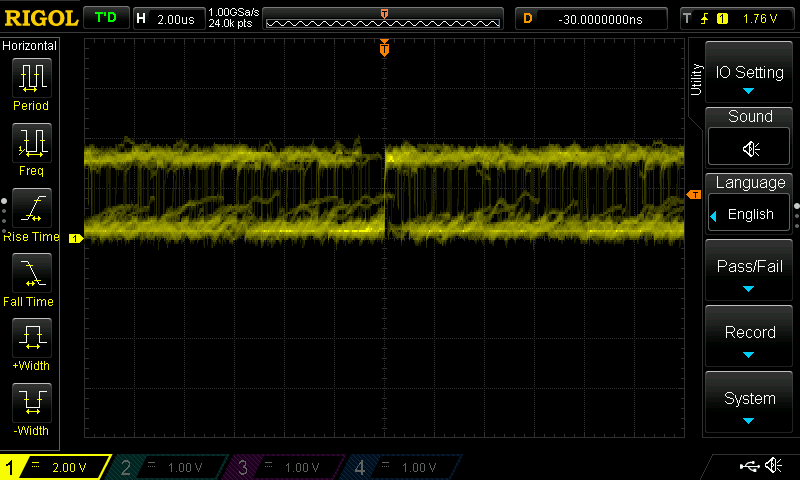 RIGOL T'D H 2.00us 1.00GSa/s 24.0k pts T D -30.0000000ns T 1 1.76 V
Horizontal
Period
Freq
Rise Time
Fall Time
+Width
-Width
T
T
1
Utility
IO Setting
Sound
Language
English
Pass/Fail
Record
System
1 2.00 V 2 1.00 V 3 1.00 V 4 1.00 V